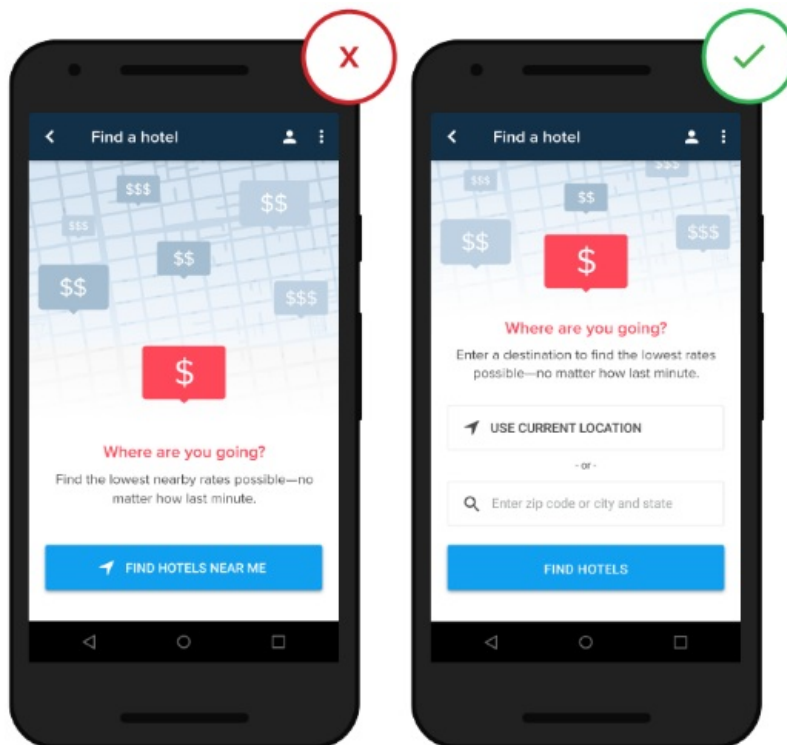 X
Find a hotel
$$$
$$
$$$
$$
$$
$$$
$
Where are you going?
Find the lowest nearby rates possible—no
matter how last minute.
FIND HOTELS NEAR ME
Find a hotel
$$$
$$$
$$
$$
$$$
$
Where are you going?
Enter a destination to find the lowest rates
possible—no matter how last minute.
USE CURRENT LOCATION
- or -
Enter zip code or city and state
FIND HOTELS